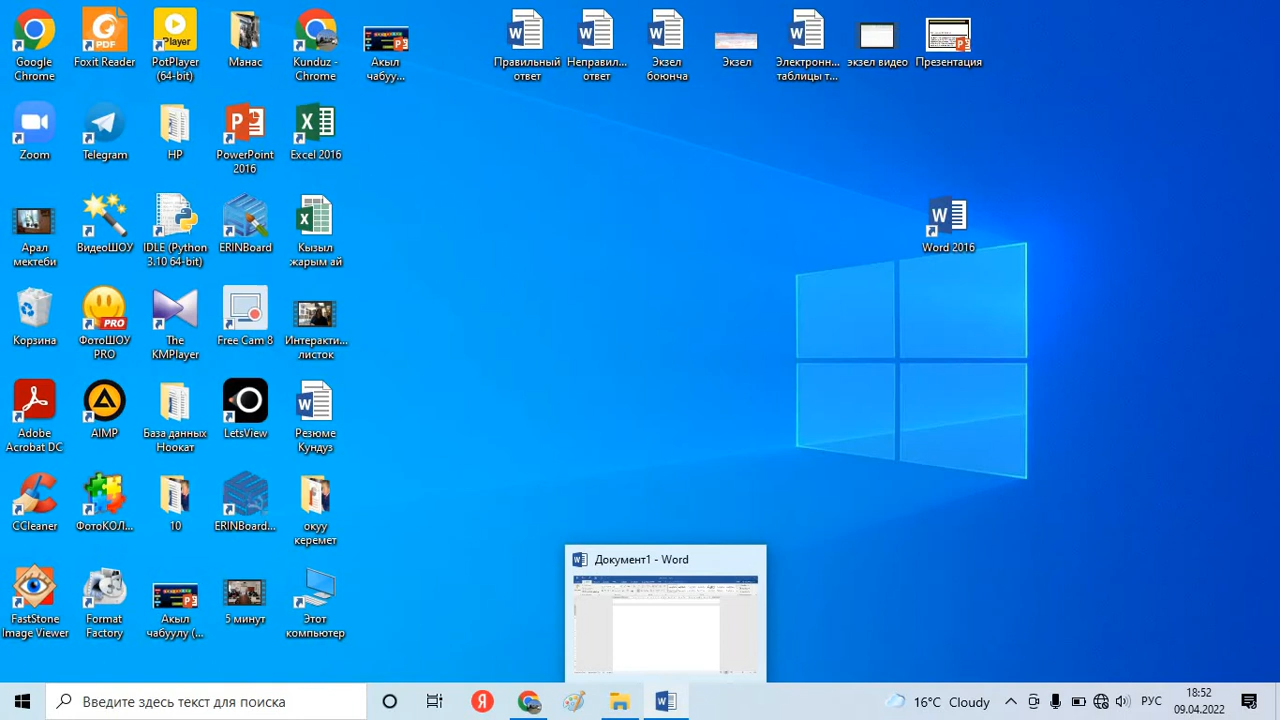 Google
Chrome
Foxit Reader
PotPlayer
(64-bit)
Манас
Kunduz -
Chrome
Акыл
чабуу...
Правильный
ответ
Неправил...
ответ
Экзел
боюнча
Экзел
Электронн...
таблицы т...
экзел видео
Презентация
Zoom
Telegram
HP
PowerPoint
2016
Excel 2016
Арал
мектеби
ВидеоШОУ
IDLE (Python
3.10 64-bit)
ERINBoard
Кызыл
жарым ай
Word 2016
Корзина
ФотоШОУ
PRO
The
KMPlayer
Free Cam 8
Интеракти...
листок
Adobe
Acrobat DC
AIMP
База данных
Ноокат
LetsView
Резюме
Кундуз
CCleaner
ФотоКОЛ...
10
ERINBoard...
окуу
керемет
FastStone
Image Viewer
Format
Factory
Акыл
чабуулу (...
5 минут
Этот
компьютер
Документ1 - Word
Введите здесь текст для поиска
16°C Cloudy
РУС
18:52
09.04.2022